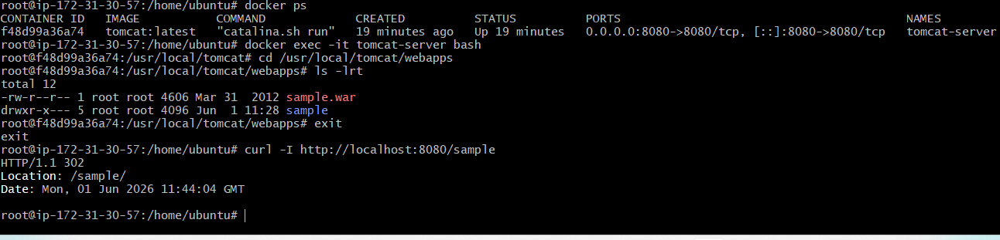 root@ip-172-31-30-57:/home/ubuntu# docker ps
CONTAINER ID   IMAGE           COMMAND             CREATED          STATUS          PORTS                                         NAMES
f48d99a36a74   tomcat:latest   "catalina.sh run"   19 minutes ago   Up 19 minutes   0.0.0.0:8080->8080/tcp, [::]:8080->8080/tcp   tomcat-server
root@ip-172-31-30-57:/home/ubuntu# docker exec -it tomcat-server bash
root@f48d99a36a74:/usr/local/tomcat# cd /usr/local/tomcat/webapps
root@f48d99a36a74:/usr/local/tomcat/webapps# ls -lrt
total 12
-rw-r--r-- 1 root root 4606 Mar 31  2012 sample.war
drwxr-x--- 5 root root 4096 Jun  1 11:28 sample
root@f48d99a36a74:/usr/local/tomcat/webapps# exit
exit
root@ip-172-31-30-57:/home/ubuntu# curl -I http://localhost:8080/sample
HTTP/1.1 302
Location: /sample/
Date: Mon, 01 Jun 2026 11:44:04 GMT
root@ip-172-31-30-57:/home/ubuntu#